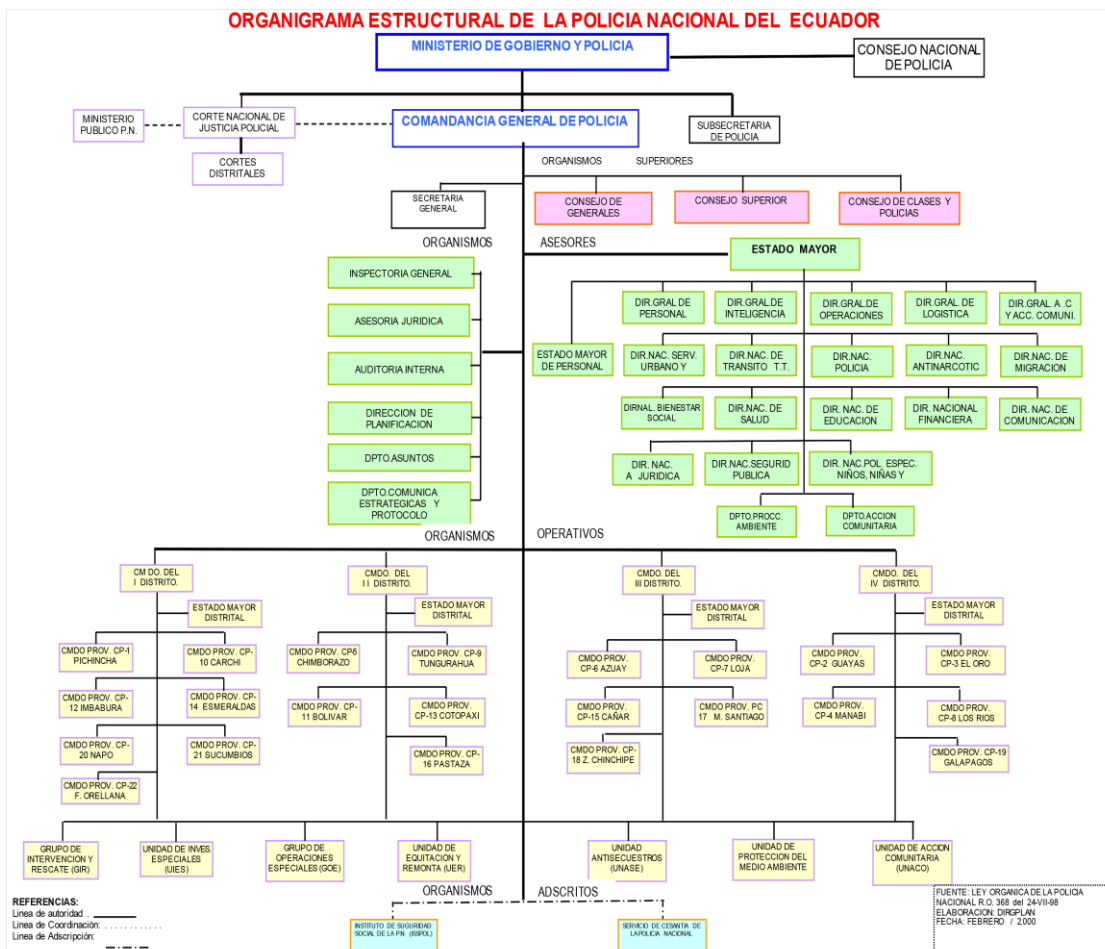 ORGANIGRAMA ESTRUCTURAL DE LA POLICIA NACIONAL DEL ECUADOR
MINISTERIO DE GOBIERNO Y POLICIA
CONSEJO NACIONAL
DE POLICIA
MINISTERIO
PUBLICO P.N.
CORTE NACIONAL DE
JUSTICIA POLICIAL
COMANDANCIA GENERAL DE POLICIA
SUBSECRETARIA
DE POLICIA
CORTES
DISTRITALES
ORGANISMOS SUPERIORES
SECRETARIA
GENERAL
CONSEJO DE
GENERALES
CONSEJO SUPERIOR
CONSEJO DE CLASES Y
POLICIAS
ORGANISMOS ASESORES
ESTADO MAYOR
INSPECTORIA GENERAL
ASESORIA JURIDICA
AUDITORIA INTERNA
DIRECCION DE
PLANIFICACION
DPTO.ASUNTOS
DPTO.COMUNICA
ESTRATEGICAS Y
PROTOCOLO
ESTADO MAYOR
DE PERSONAL
DIR.GRAL.DE
PERSONAL
DIR.GRAL.DE
INTELIGENCIA
DIR.GRAL.DE
OPERACIONES
DIR.GRAL. DE
LOGISTICA
DIR.GRAL. A .C
Y ACC. COMUNI.
DIR.NAC. SERV.
URBANO Y
DIR.NAC. DE
TRANSITO T.T.
DIR.NAC.
POLICIA
DIR.NAC.
ANTINARCOTIC
DIR.NAC. DE
MIGRACION
DIRNAL. BIENESTAR
SOCIAL
DIR.NAC. DE
SALUD
DIR. NAC. DE
EDUCACION
DIR. NACIONAL
FINANCIERA
DIR. NAC. DE
COMUNICACION
DIR. NAC.
A JURIDICA
DIR.NAC.SEGURID
PUBLICA
DIR. NAC.POL. ESPEC.
NIÑOS, NIÑAS Y
DPTO.PROCC.
AMBIENTE
DPTO.ACCION
COMUNITARIA
ORGANISMOS OPERATIVOS
CM DO. DEL
I DISTRITO.
ESTADO MAYOR
DISTRITAL
CMDO PROV. CP-1
PICHINCHA
CMDO PROV. CP-
10 CARCHI
CMDO PROV. CP-
12 IMBABURA
CMDO PROV. CP-
14 ESMERALDAS
CMDO PROV. CP-
20 NAPO
CMDO PROV. CP-
21 SUCUMBIOS
CMDO PROV. CP-22
F. ORELLANA
CMDO. DEL
I I DISTRITO.
ESTADO MAYOR
DISTRITAL
CMDO PROV. CP5
CHIMBORAZO
CMDO PROV. CP-9
TUNGURAHUA
CMDO PROV. CP-
11 BOLIVAR
CMDO PROV.
CP-13 COTOPAXI
CMDO PROV. CP-
16 PASTAZA
CMDO. DEL
III DISTRITO.
ESTADO MAYOR
DISTRITAL
CMDO PROV.
CP-6 AZUAY
CMDO PROV.
CP-7 LOJA
CMDO PROV.
CP-15 CAÑAR
CMDO PROV. PC
17 M. SANTIAGO
CMDO PROV. CP-
18 Z. CHINCHIPE
CMDO. DEL
IV DISTRITO.
ESTADO MAYOR
DISTRITAL
CMDO PROV.
CP-2 GUAYAS
CMDO PROV.
CP-3 EL ORO
CMDO PROV.
CP-4 MANABI
CMDO PROV.
CP-8 LOS RIOS
CMDO PROV. CP-19
GALAPAGOS
GRUPO DE
INTERVENCION Y
RESCATE (GIR)
UNIDAD DE INVES.
ESPECIALES
(UIES)
GRUPO DE
OPERACIONES
ESPECIALES (GOE)
UNIDAD DE
EQUITACION Y
REMONTA (UER)
UNIDAD
ANTISECUESTROS
(UNASE)
UNIDAD DE
PROTECCION DEL
MEDIO AMBIENTE
UNIDAD DE ACCION
COMUNITARIA
(UNACO)
ORGANISMOS ADSCRITOS
INSTITUTO DE SUGURIDAD
SOCIAL DE LA P.N. (ISSPOL)
SERVICIO DE CESANTIA DE
LA POLICIA NACIONAL
REFERENCIAS:
Linea de autoridad .
Linea de Coordinación:
Linea de Adscripción:
FUENTE: LEY ORGANICA DE LA POLICIA
NACIONAL R.O. 368 del 24-VII-98
ELABORACION: DIRGPLAN
FECHA: FEBRERO / 2.000